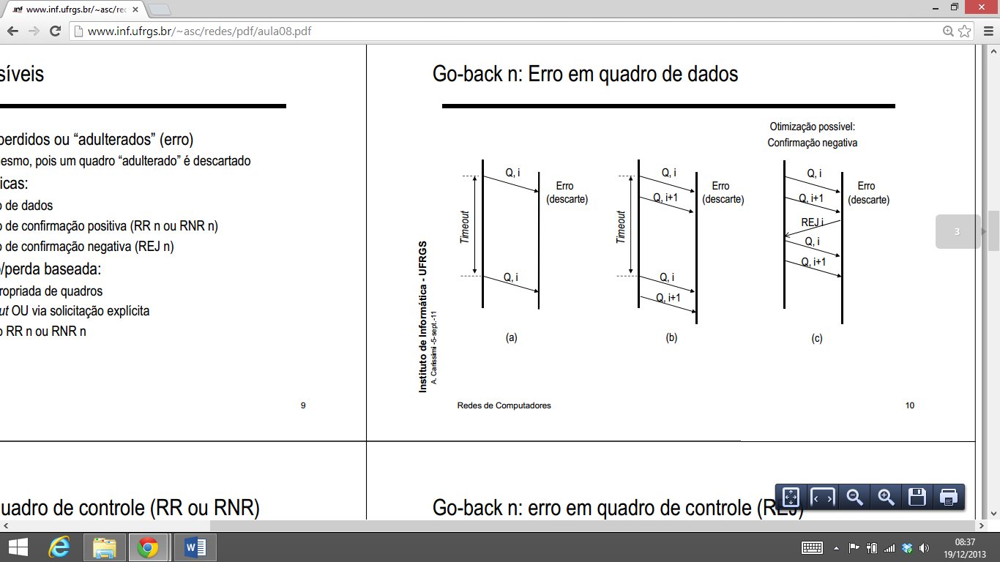 .inf www.inf.ufrgs.br/~asc/red
www.inf.ufrgs.br/~asc/redes/pdf/aula08.pdf
síveis
perdidos ou “adulterados” (erro)
mesmo, pois um quadro “adulterado” é descartado
icas:
o de dados
o de confirmação positiva (RR n ou RNR n)
o de confirmação negativa (REJ n)
o/perda baseada:
ropriada de quadros
out OU via solicitação explícita
o RR n ou RNR n
9
Go-back n: Erro em quadro de dados
Otimização possível:
Confirmação negativa
Q, i
Erro
(descarte)
Timeout
Q, i
(a)
Q, i
Q, i+1
Erro
(descarte)
Timeout
Q, i
Q, i+1
(b)
Q, i
Q, i+1
Erro
(descarte)
REJ i
Q, i
Q, i+1
(c)
Instituto de Informática - UFRGS
A. Carissimi -5-sept.-11
Redes de Computadores
10
3
uadro de controle (RR ou RNR)
Go-back n: erro em quadro de controle (REJ)
08:37
19/12/2013